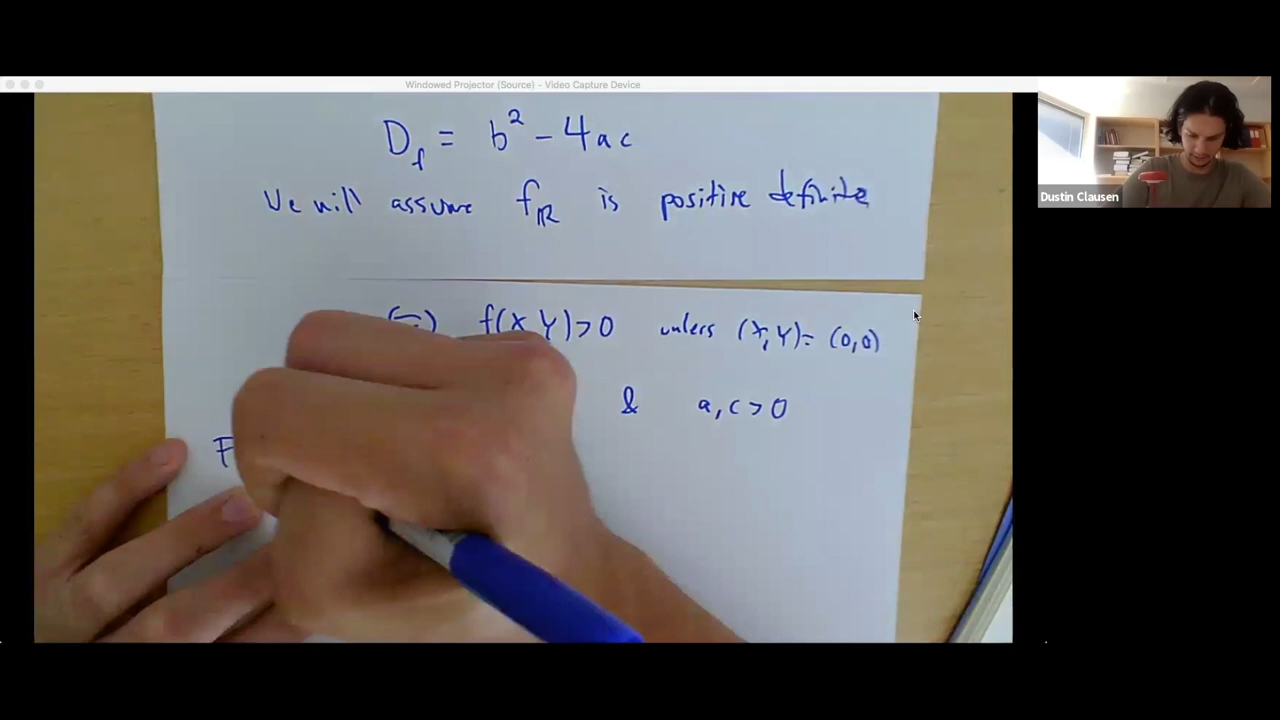 Windowed Projector (Source) - Video Capture Device
D_f = b² - 4ac
We will assume f_ℝ is positive definite
f(X, Y) > 0 unless (X, Y) = (0,0)
& a, c > 0
F
Dustin Clausen